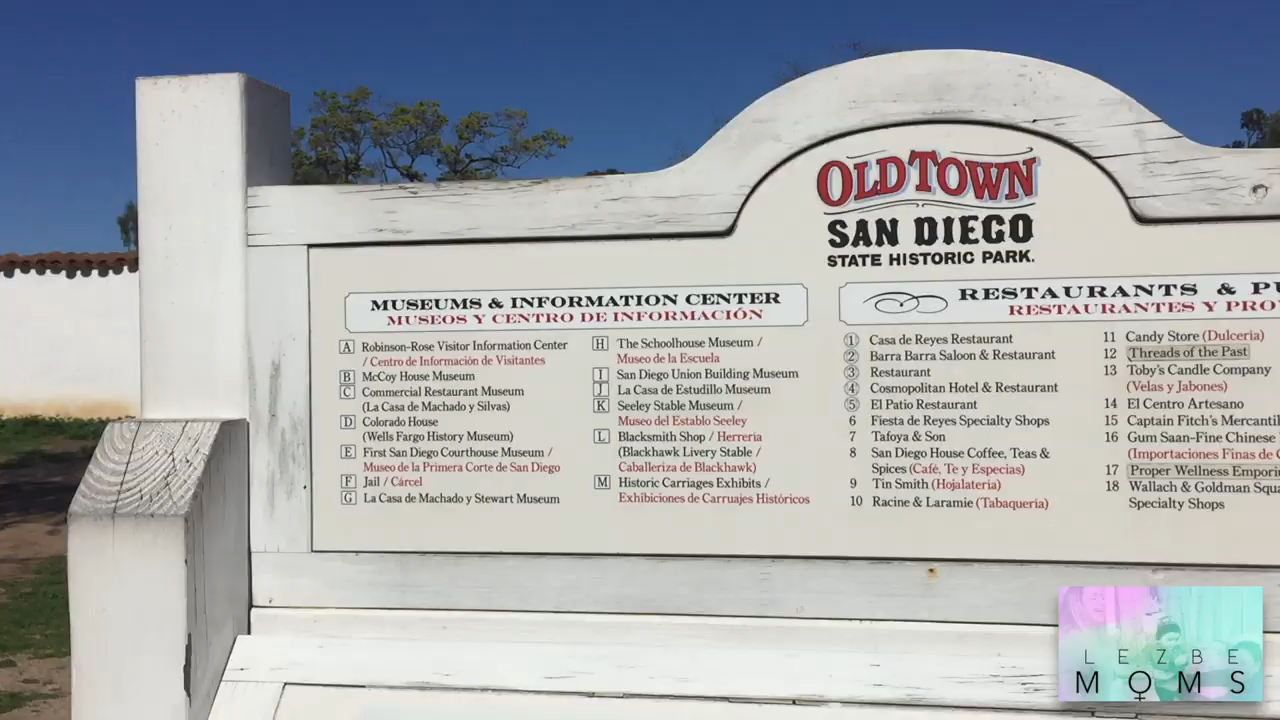 OLD TOWN
SAN DIEGO
STATE HISTORIC PARK.
MUSEUMS & INFORMATION CENTER
MUSEOS Y CENTRO DE INFORMACIÓN
A Robinson-Rose Visitor Information Center
/ Centro de Información de Visitantes
B McCoy House Museum
C Commercial Restaurant Museum
(La Casa de Machado y Silvas)
D Colorado House
(Wells Fargo History Museum)
E First San Diego Courthouse Museum /
Museo de la Primera Corte de San Diego
F Jail / Cárcel
G La Casa de Machado y Stewart Museum
H The Schoolhouse Museum /
Museo de la Escuela
I San Diego Union Building Museum
J La Casa de Estudillo Museum
K Seeley Stable Museum /
Museo del Establo Seeley
L Blacksmith Shop / Herreria
(Blackhawk Livery Stable /
Caballeriza de Blackhawk)
M Historic Carriages Exhibits /
Exhibiciones de Carruajes Históricos
RESTAURANTS &
RESTAURANTES Y
1 Casa de Reyes Restaurant
2 Barra Barra Saloon & Restaurant
3 Restaurant
4 Cosmopolitan Hotel & Restaurant
5 El Patio Restaurant
6 Fiesta de Reyes Specialty Shops
7 Tafoya & Son
8 San Diego House Coffee, Teas &
Spices (Café, Te y Especias)
9 Tin Smith (Hojalateria)
10 Racine & Laramie (Tabaqueria)
11 Candy Store (Dulceria)
12 Threads of the Past
13 Toby's Candle Company
(Velas y Jabones)
14 El Centro Artesano
15 Captain Fitch's
16 Gum Saan-Fine Chinese
(Importaciones Finas de
17 Proper Wellness
18 Wallach & Goldman
Specialty Shops
LEZBE
MOMS